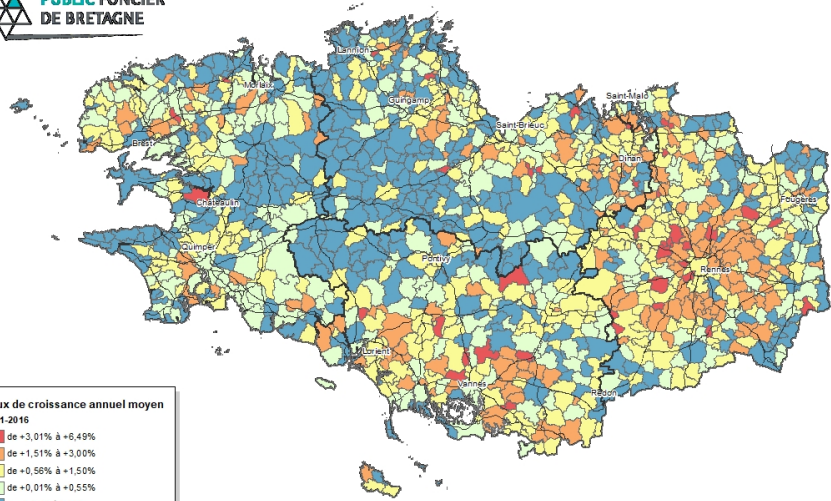 PUBLIC FONCIER
DE BRETAGNE
Lannion
Morlaix
Guingamp
Saint-Malo
Saint-Brieuc
Brest
Dinan
Fougères
Châteaulin
Quimper
Pontivy
Rennes
Lorient
Vannes
Redon
ux de croissance annuel moyen
1-2016
de +3,01% à +6,49%
de +1,51% à +3,00%
de +0,56% à +1,50%
de +0,01% à +0,55%